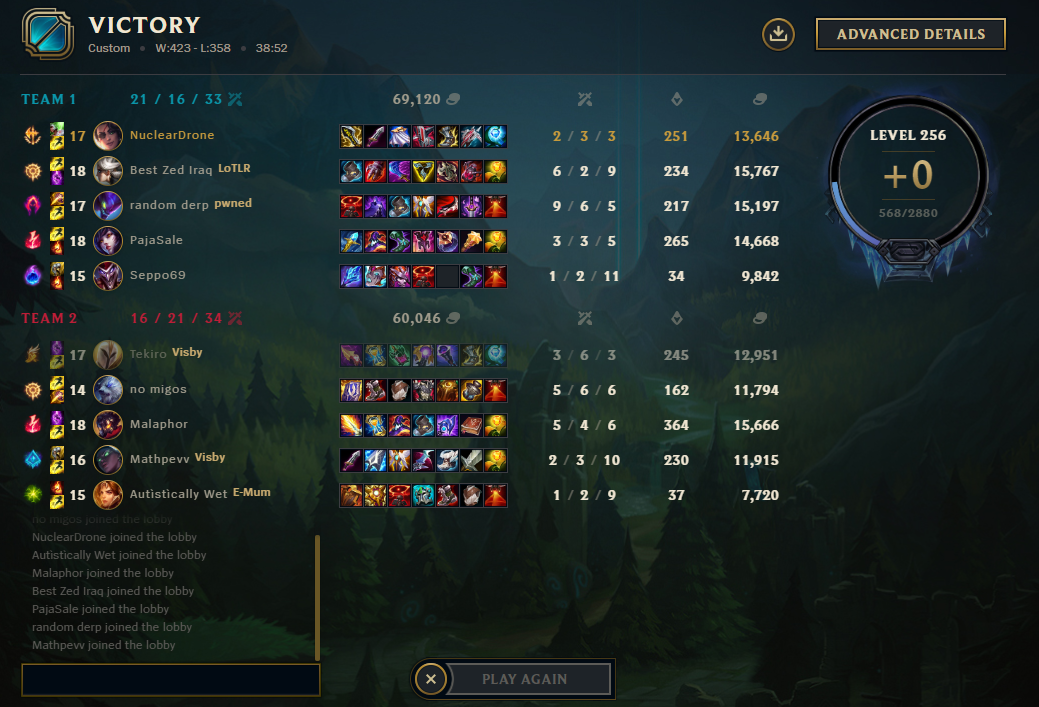 VICTORY
Custom • W:423 - L:358 • 38:52
ADVANCED DETAILS
TEAM 1 21 / 16 / 33 69,120
17 NuclearDrone 2 / 3 / 3 251 13,646
18 Best Zed Iraq LoTLR 6 / 2 / 9 234 15,767
17 random derp pwned 9 / 6 / 5 217 15,197
18 PajaSale 3 / 3 / 5 265 14,668
15 Seppo69 1 / 2 / 11 34 9,842
LEVEL 256
+0
568/2880
TEAM 2 16 / 21 / 34 60,046
17 Tekiro Visby 3 / 6 / 3 245 12,951
14 no migos 5 / 6 / 6 162 11,794
18 Malaphor 5 / 4 / 6 364 15,666
16 Mathpevv Visby 2 / 3 / 10 230 11,915
15 Autistically Wet E-Mum 1 / 2 / 9 37 7,720
no migos joined the lobby
NuclearDrone joined the lobby
Autistically Wet joined the lobby
Malaphor joined the lobby
Best Zed Iraq joined the lobby
PajaSale joined the lobby
random derp joined the lobby
Mathpevv joined the lobby
PLAY AGAIN